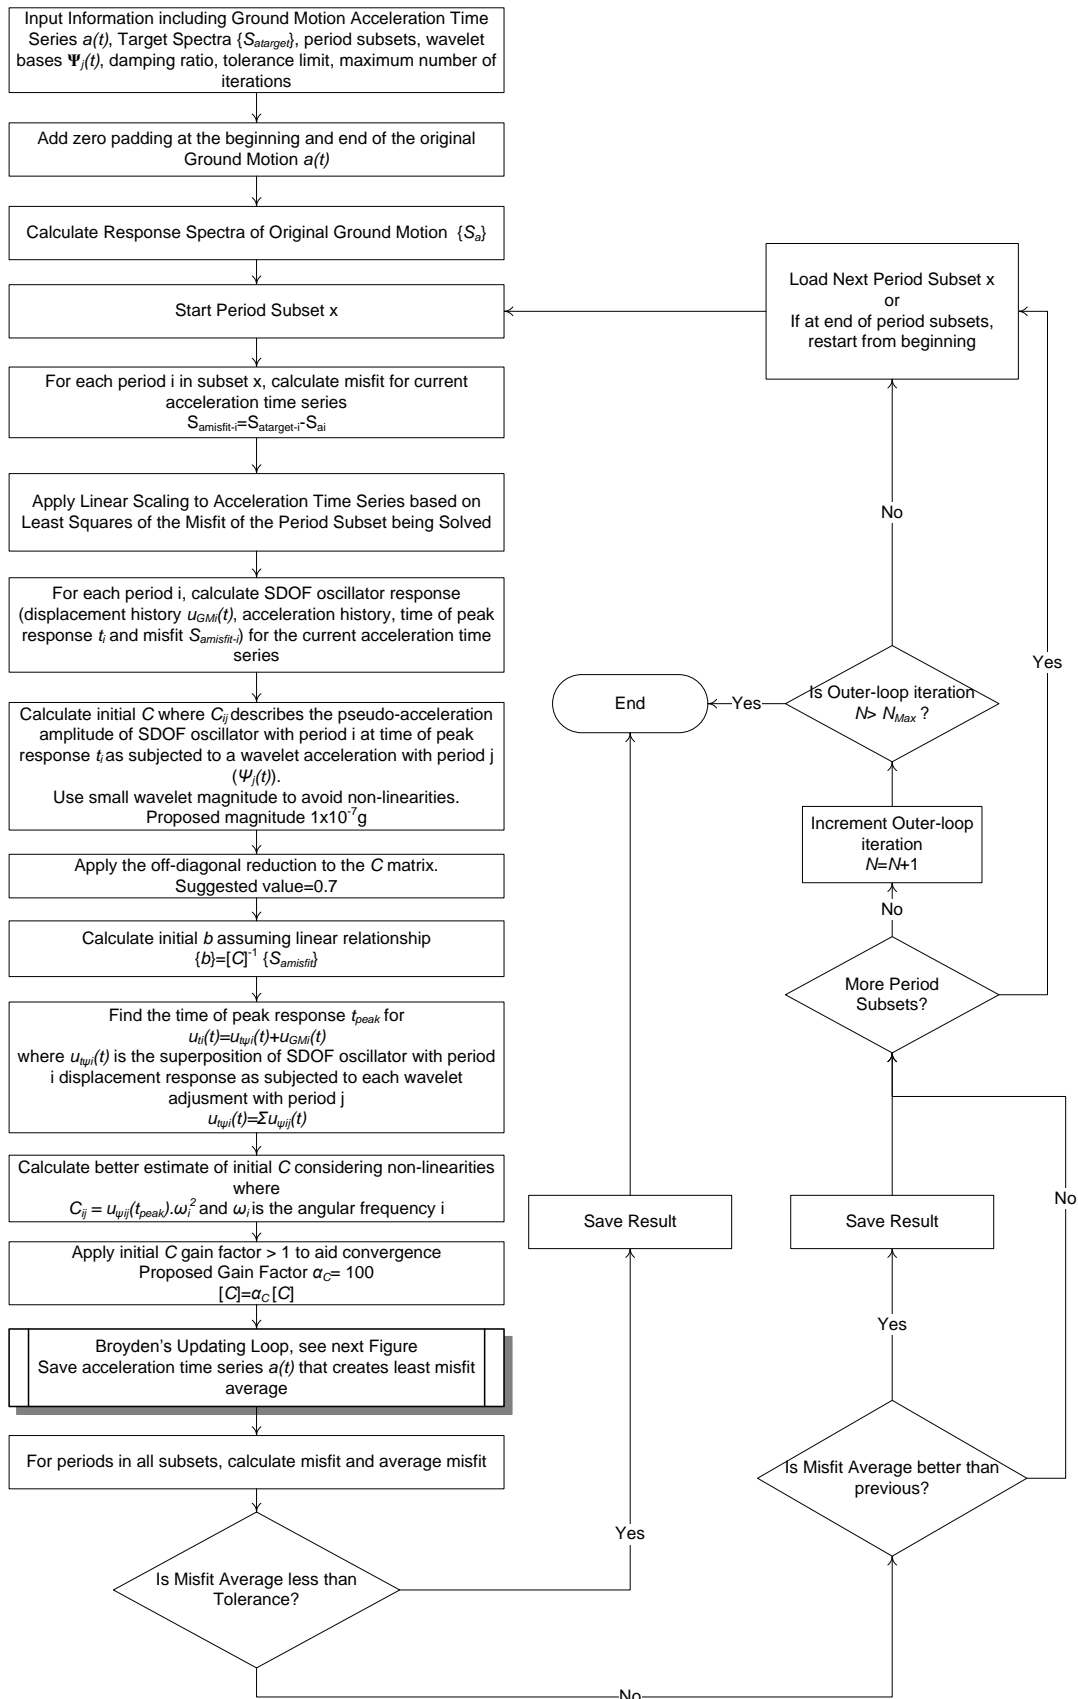 Input Information including Ground Motion Acceleration Time
Series a(t), Target Spectra {Satarget}, period subsets, wavelet
bases Ψj(t), damping ratio, tolerance limit, maximum number of
iterations
Add zero padding at the beginning and end of the original
Ground Motion a(t)
Calculate Response Spectra of Original Ground Motion {Sa}
Start Period Subset x
For each period i in subset x, calculate misfit for current
acceleration time series
Samisfit-i=Satarget-i-Sai
Apply Linear Scaling to Acceleration Time Series based on
Least Squares of the Misfit of the Period Subset being Solved
For each period i, calculate SDOF oscillator response
(displacement history uGMi(t), acceleration history, time of peak
response ti and misfit Samisfit-i) for the current acceleration time
series
Calculate initial C where Cij describes the pseudo-acceleration
amplitude of SDOF oscillator with period i at time of peak
response ti as subjected to a wavelet acceleration with period j
(Ψj(t)).
Use small wavelet magnitude to avoid non-linearities.
Proposed magnitude 1x10-7g
Apply the off-diagonal reduction to the C matrix.
Suggested value=0.7
Calculate initial b assuming linear relationship
{b}=[C]-1 {Samisfit}
Find the time of peak response tpeak for
uti(t)=utψi(t)+uGMi(t)
where utψi(t) is the superposition of SDOF oscillator with period
i displacement response as subjected to each wavelet
adjusment with period j
utψi(t)=Σuψij(t)
Calculate better estimate of initial C considering non-linearities
where
Cij = uψij(tpeak).ωi2 and ωi is the angular frequency i
Apply initial C gain factor > 1 to aid convergence
Proposed Gain Factor αC= 100
[C]=αC[C]
Broyden's Updating Loop, see next Figure
Save acceleration time series a(t) that creates least misfit
average
For periods in all subsets, calculate misfit and average misfit
Is Misfit Average less than
Tolerance?
Yes
Save Result
End
No
Is Misfit Average better than
previous?
Yes
No
Save Result
More Period
Subsets?
No
Yes
Increment Outer-loop
iteration
N=N+1
Is Outer-loop iteration
N> NMax ?
Yes
No
Load Next Period Subset x
or
If at end of period subsets,
restart from beginning